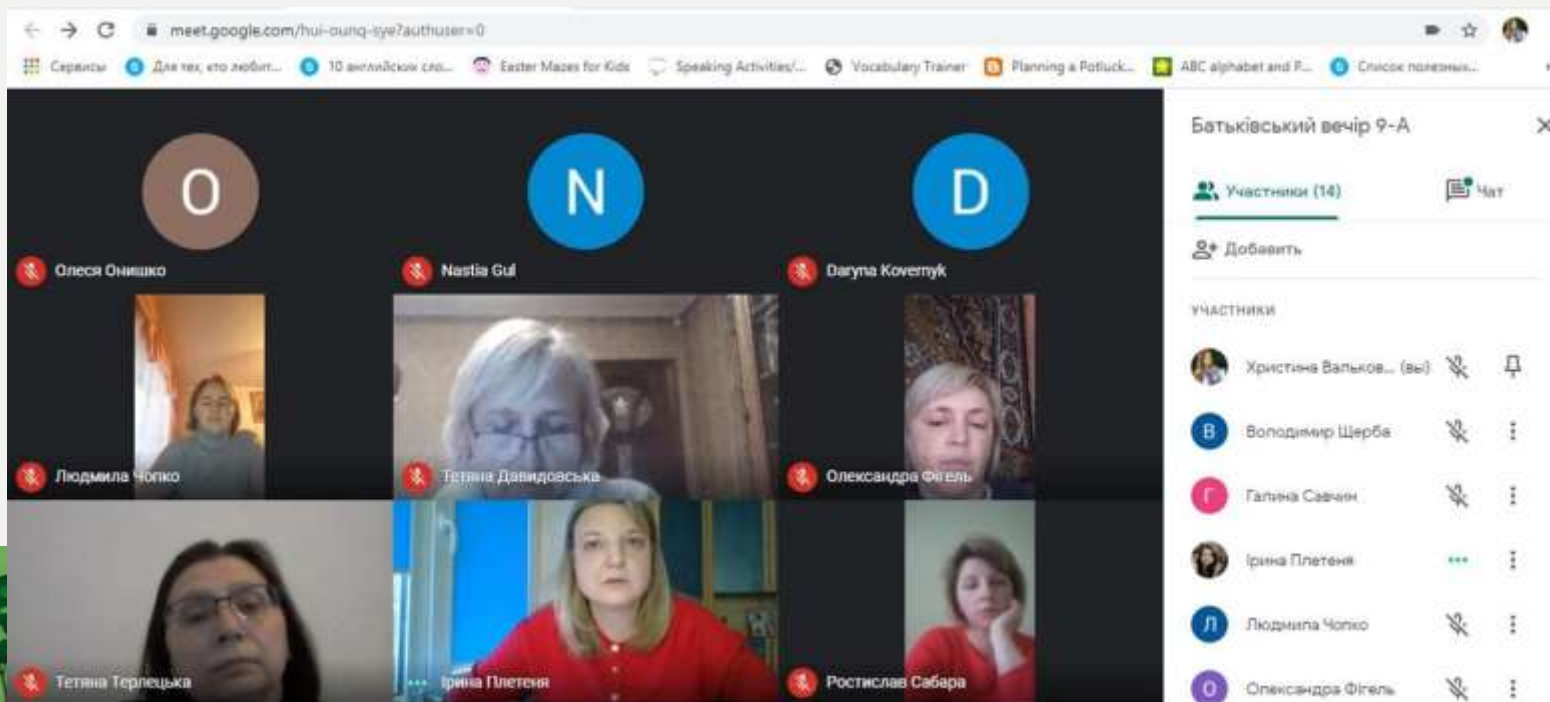 meet.google.com/hui-ounq-sye?authuser=0
Сервисы Для тех, кто любит... 10 английских сло... Easter Mazes for Kids Speaking Activities/... Vocabulary Trainer Planning a Potluck... ABC alphabet and P... Список полезных...
O N D
Олеся Онишко Nastia Gul Daryna Kovernyk
Людмила Чопко Тетяна Давидовська Олександра Фігель
Тетяна Терлецька Ірина Плетеня Ростислав Сабара
Батьківський вечір 9-А
Участники (14) Чат
Добавить
УЧАСТНИКИ
Христина Вальков... (вы)
В Володимир Щерба
Г Галина Савчин
Ірина Плетеня
Л Людмила Чопко
О Олександра Фігель